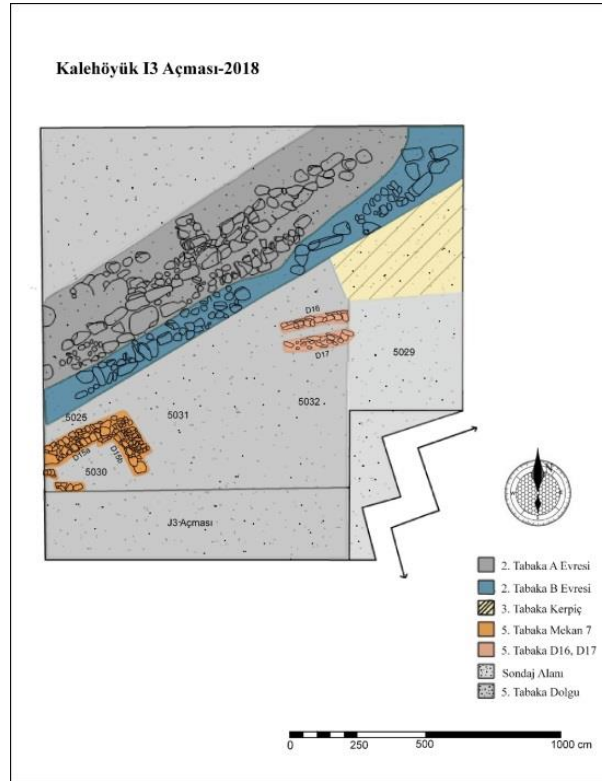 Kalehöyük I3 Açması-2018
D16
D17
5029
5025
5031
5032
D15a
D15b
5030
J3 Açması
N
2. Tabaka A Evresi
2. Tabaka B Evresi
3. Tabaka Kerpiç
5. Tabaka Mekan 7
5. Tabaka D16, D17
Sondaj Alanı
5. Tabaka Dolgu
0 250 500 1000 cm